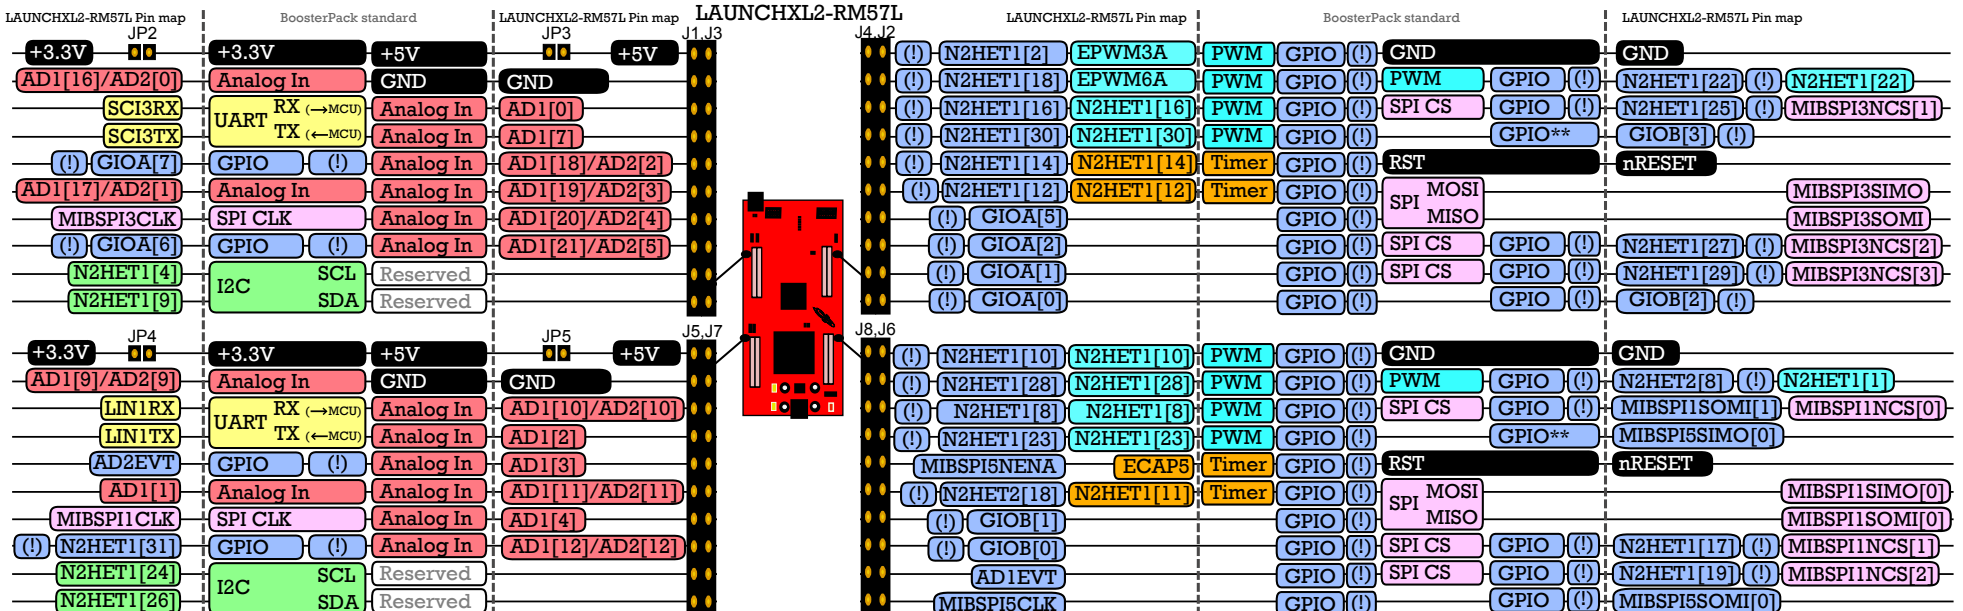 LAUNCHXL2-RM57L Pin map BoosterPack standard LAUNCHXL2-RM57L Pin map LAUNCHXL2-RM57L LAUNCHXL2-RM57L Pin map BoosterPack standard LAUNCHXL2-RM57L Pin map
JP2 JP3 J1,J3 J4,J2
+3.3V +3.3V +5V +5V (!) N2HET1[2] EPWM3A PWM GPIO (!) GND GND
AD1[16]/AD2[0] Analog In GND GND (!) N2HET1[18] EPWM6A PWM GPIO (!) PWM GPIO (!) N2HET1[22] (!) N2HET1[22]
SCI3RX UART RX (→MCU) Analog In AD1[0] (!) N2HET1[16] N2HET1[16] PWM GPIO (!) SPI CS GPIO (!) N2HET1[25] (!) MIBSPI3NCS[1]
SCI3TX TX (←MCU) Analog In AD1[7] (!) N2HET1[30] N2HET1[30] PWM GPIO (!) GPIO** GIOB[3] (!)
(!) GIOA[7] GPIO (!) Analog In AD1[18]/AD2[2] (!) N2HET1[14] N2HET1[14] Timer GPIO (!) RST nRESET
AD1[17]/AD2[1] Analog In Analog In AD1[19]/AD2[3] (!) N2HET1[12] N2HET1[12] Timer GPIO (!) SPI MOSI MIBSPI3SIMO
MIBSPI3CLK SPI CLK Analog In AD1[20]/AD2[4] (!) GIOA[5] GPIO (!) MISO MIBSPI3SOMI
(!) GIOA[6] GPIO (!) Analog In AD1[21]/AD2[5] (!) GIOA[2] GPIO (!) SPI CS GPIO (!) N2HET1[27] (!) MIBSPI3NCS[2]
N2HET1[4] I2C SCL Reserved (!) GIOA[1] GPIO (!) SPI CS GPIO (!) N2HET1[29] (!) MIBSPI3NCS[3]
N2HET1[9] SDA Reserved (!) GIOA[0] GPIO (!) GPIO (!) GIOB[2] (!)
JP4 JP5 J5,J7 J8,J6
+3.3V +3.3V +5V +5V (!) N2HET1[10] N2HET1[10] PWM GPIO (!) GND GND
AD1[9]/AD2[9] Analog In GND GND (!) N2HET1[28] N2HET1[28] PWM GPIO (!) PWM GPIO (!) N2HET2[8] (!) N2HET1[1]
LIN1RX UART RX (→MCU) Analog In AD1[10]/AD2[10] (!) N2HET1[8] N2HET1[8] PWM GPIO (!) SPI CS GPIO (!) MIBSPI1SOMI[1] MIBSPI1NCS[0]
LIN1TX TX (←MCU) Analog In AD1[2] (!) N2HET1[23] N2HET1[23] PWM GPIO (!) GPIO** MIBSPI5SIMO[0]
AD2EVT GPIO (!) Analog In AD1[3] MIBSPI5NENA ECAP5 Timer GPIO (!) RST nRESET
AD1[1] Analog In Analog In AD1[11]/AD2[11] (!) N2HET2[18] N2HET1[11] Timer GPIO (!) SPI MOSI MIBSPI1SIMO[0]
MIBSPI1CLK SPI CLK Analog In AD1[4] (!) GIOB[1] GPIO (!) MISO MIBSPI1SOMI[0]
(!) N2HET1[31] GPIO (!) Analog In AD1[12]/AD2[12] (!) GIOB[0] GPIO (!) SPI CS GPIO (!) N2HET1[17] (!) MIBSPI1NCS[1]
N2HET1[24] I2C SCL Reserved AD1EVT GPIO (!) SPI CS GPIO (!) N2HET1[19] (!) MIBSPI1NCS[2]
N2HET1[26] SDA Reserved MIBSPI5CLK GPIO (!) GPIO (!) MIBSPI5SOMI[0]